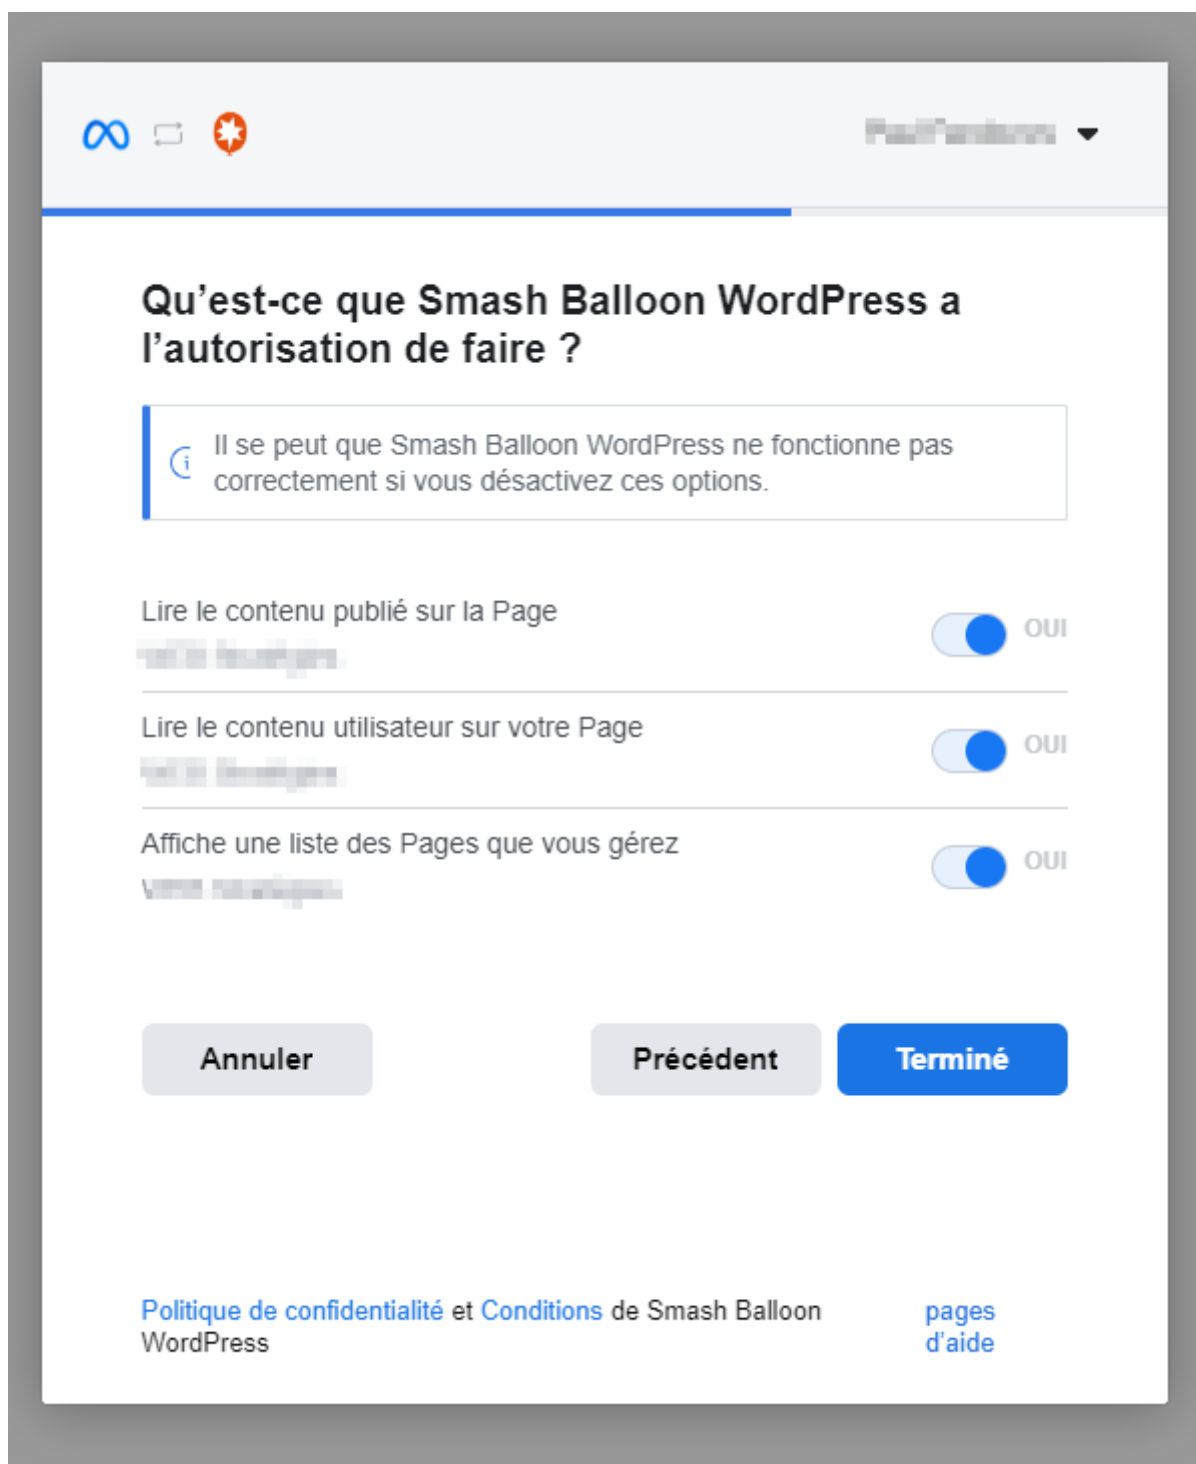 Qu’est-ce que Smash Balloon WordPress a
l’autorisation de faire ?
Il se peut que Smash Balloon WordPress ne fonctionne pas
correctement si vous désactivez ces options.
Lire le contenu publié sur la Page
OUI
Lire le contenu utilisateur sur votre Page
OUI
Affiche une liste des Pages que vous gérez
OUI
Annuler
Précédent
Terminé
Politique de confidentialité et Conditions de Smash Balloon
WordPress
pages
d’aide